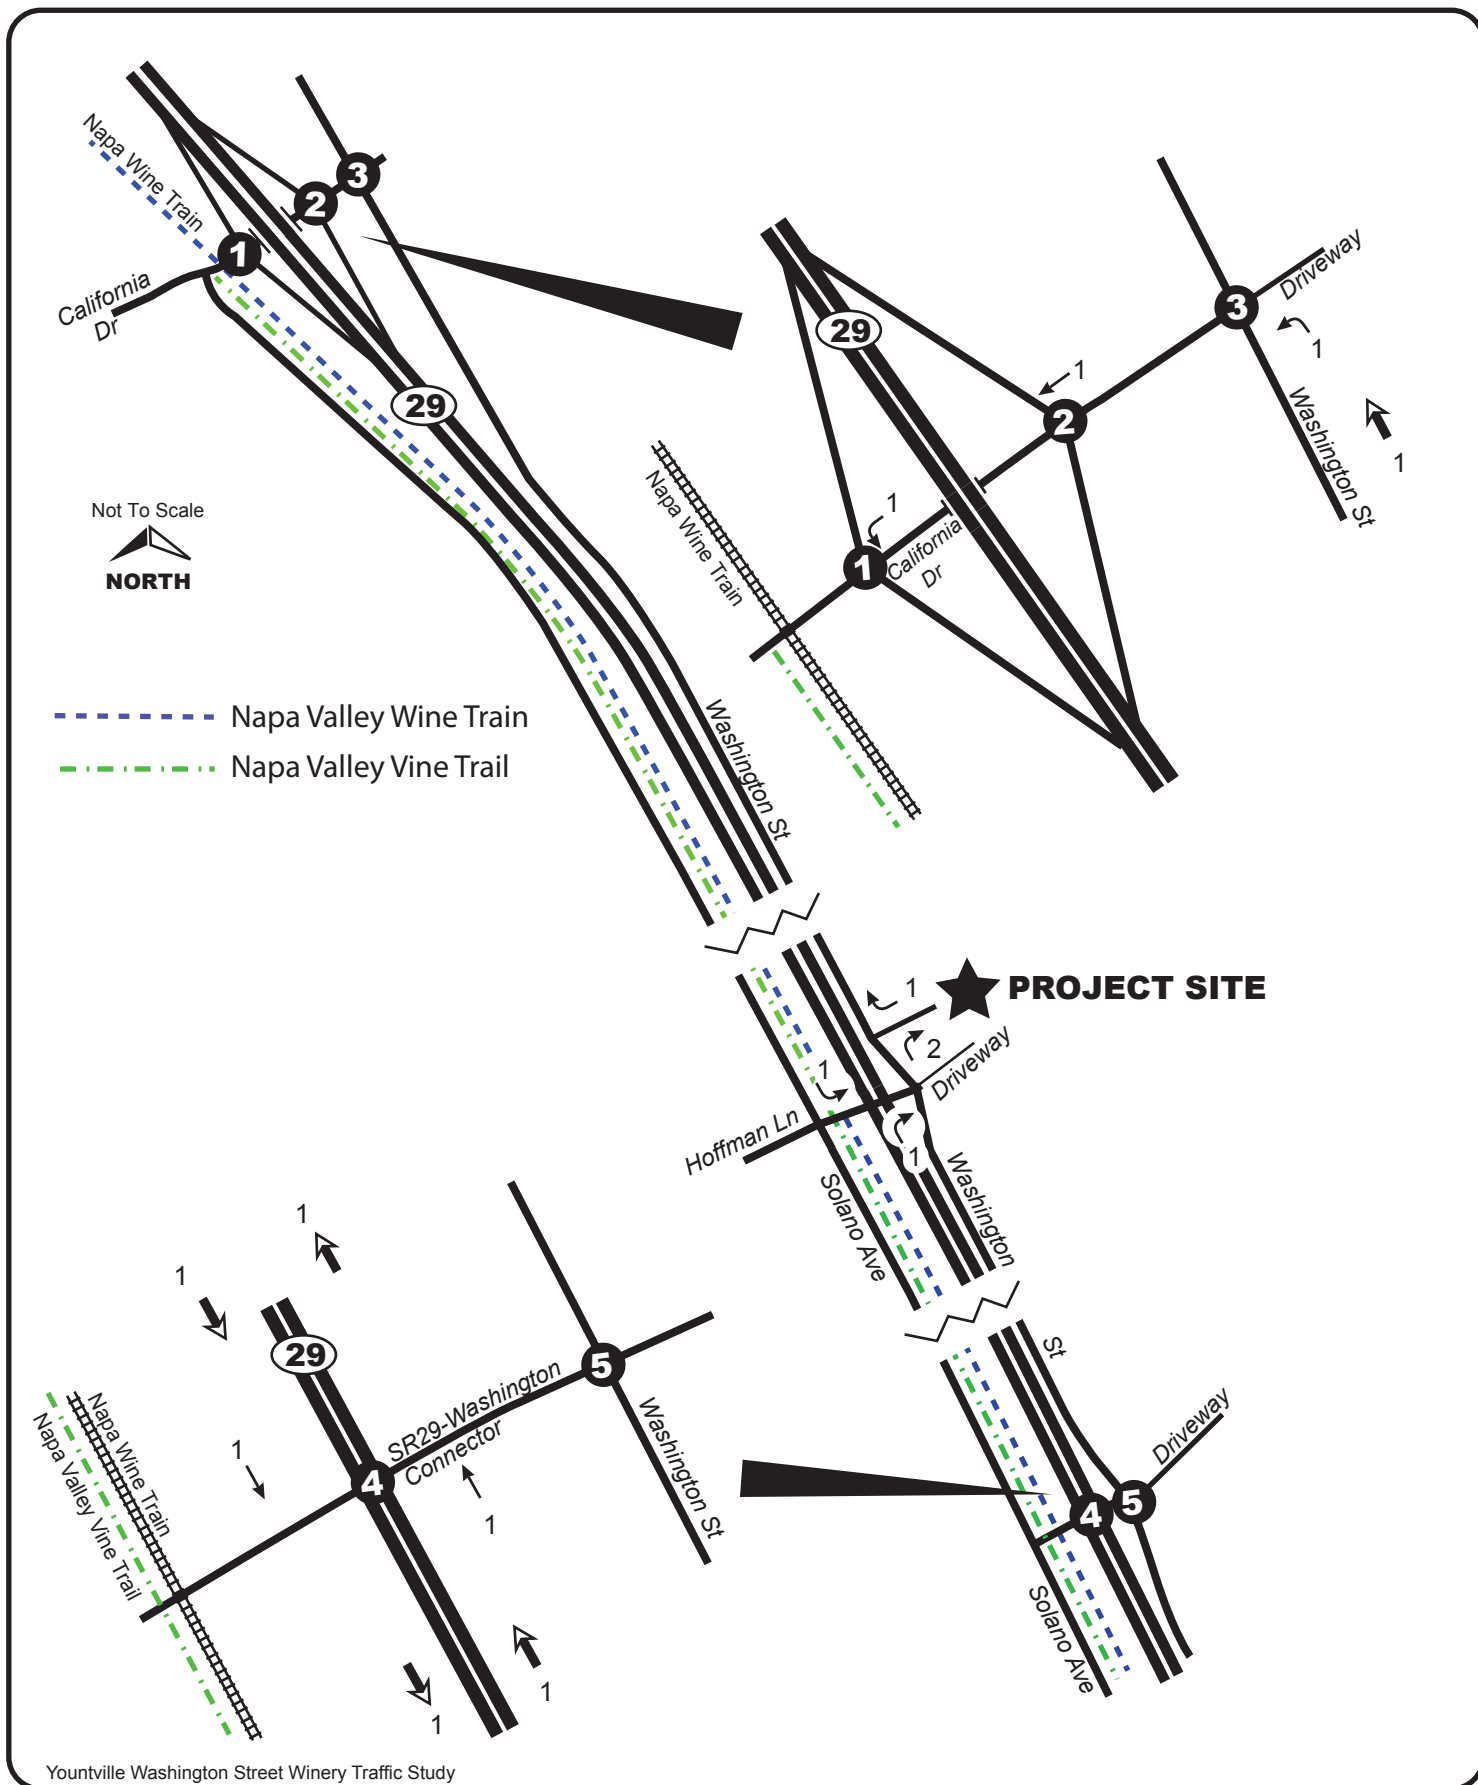 Napa Wine Train
1
2
3
California
Dr
29
Not To Scale
NORTH
Napa Valley Wine Train
Napa Valley Vine Trail
Washington St
29
1
2
3
Driveway
1
1
1
1
Washington St
California
Dr
Napa Wine Train
PROJECT SITE
1
2
Driveway
1
1
Hoffman Ln
Solano Ave
Washington
St
Driveway
4
5
Solano Ave
1
1
29
5
SR29-Washington
Connector
Washington St
4
1
1
1
1
Napa Wine Train
Napa Valley Vine Trail
Yountville Washington Street Winery Traffic Study